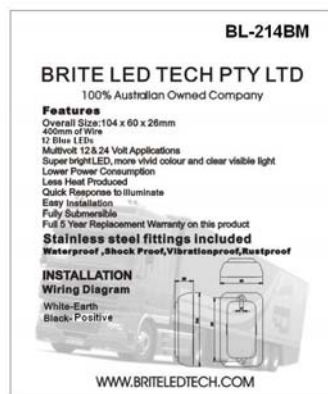 BL-214BM
BRITE LED TECH PTY LTD
100% Australian Owned Company
Features
Overall Size:104 x 60 x 26mm
400mm of Wire
12 Blue LEDs
Multivolt 12 & 24 Volt Applications
Super bright LED, more vivid colour and clear visible light
Lower Power Consumption
Less Heat Produced
Quick Response to Illuminate
Easy Installation
Fully Submersible
Full 5 Year Replacement Warranty on this product
Stainless steel fittings included
Waterproof ,Shock Proof,Vibrationproof,Rustproof
INSTALLATION
Wiring Diagram
White-Earth
Black- Positive
WWW.BRITELEDTECH.COM